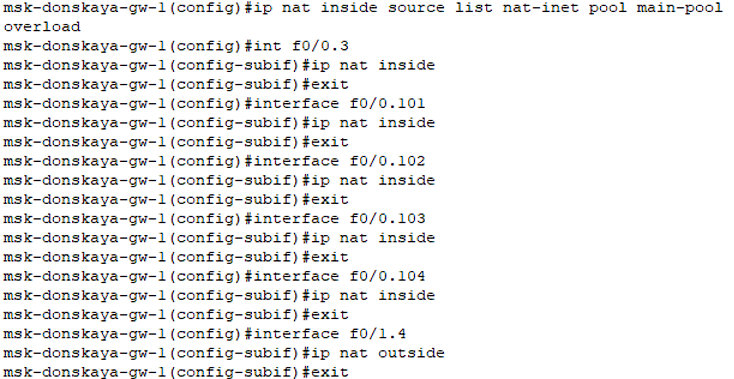 msk-donskaya-gw-1(config)#ip nat inside source list nat-inet pool main-pool
overload
msk-donskaya-gw-1(config)#int f0/0.3
msk-donskaya-gw-1(config-subif)#ip nat inside
msk-donskaya-gw-1(config-subif)#exit
msk-donskaya-gw-1(config)#interface f0/0.101
msk-donskaya-gw-1(config-subif)#ip nat inside
msk-donskaya-gw-1(config-subif)#exit
msk-donskaya-gw-1(config)#interface f0/0.102
msk-donskaya-gw-1(config-subif)#ip nat inside
msk-donskaya-gw-1(config-subif)#exit
msk-donskaya-gw-1(config)#interface f0/0.103
msk-donskaya-gw-1(config-subif)#ip nat inside
msk-donskaya-gw-1(config-subif)#exit
msk-donskaya-gw-1(config)#interface f0/0.104
msk-donskaya-gw-1(config-subif)#ip nat inside
msk-donskaya-gw-1(config-subif)#exit
msk-donskaya-gw-1(config)#interface f0/1.4
msk-donskaya-gw-1(config-subif)#ip nat outside
msk-donskaya-gw-1(config-subif)#exit